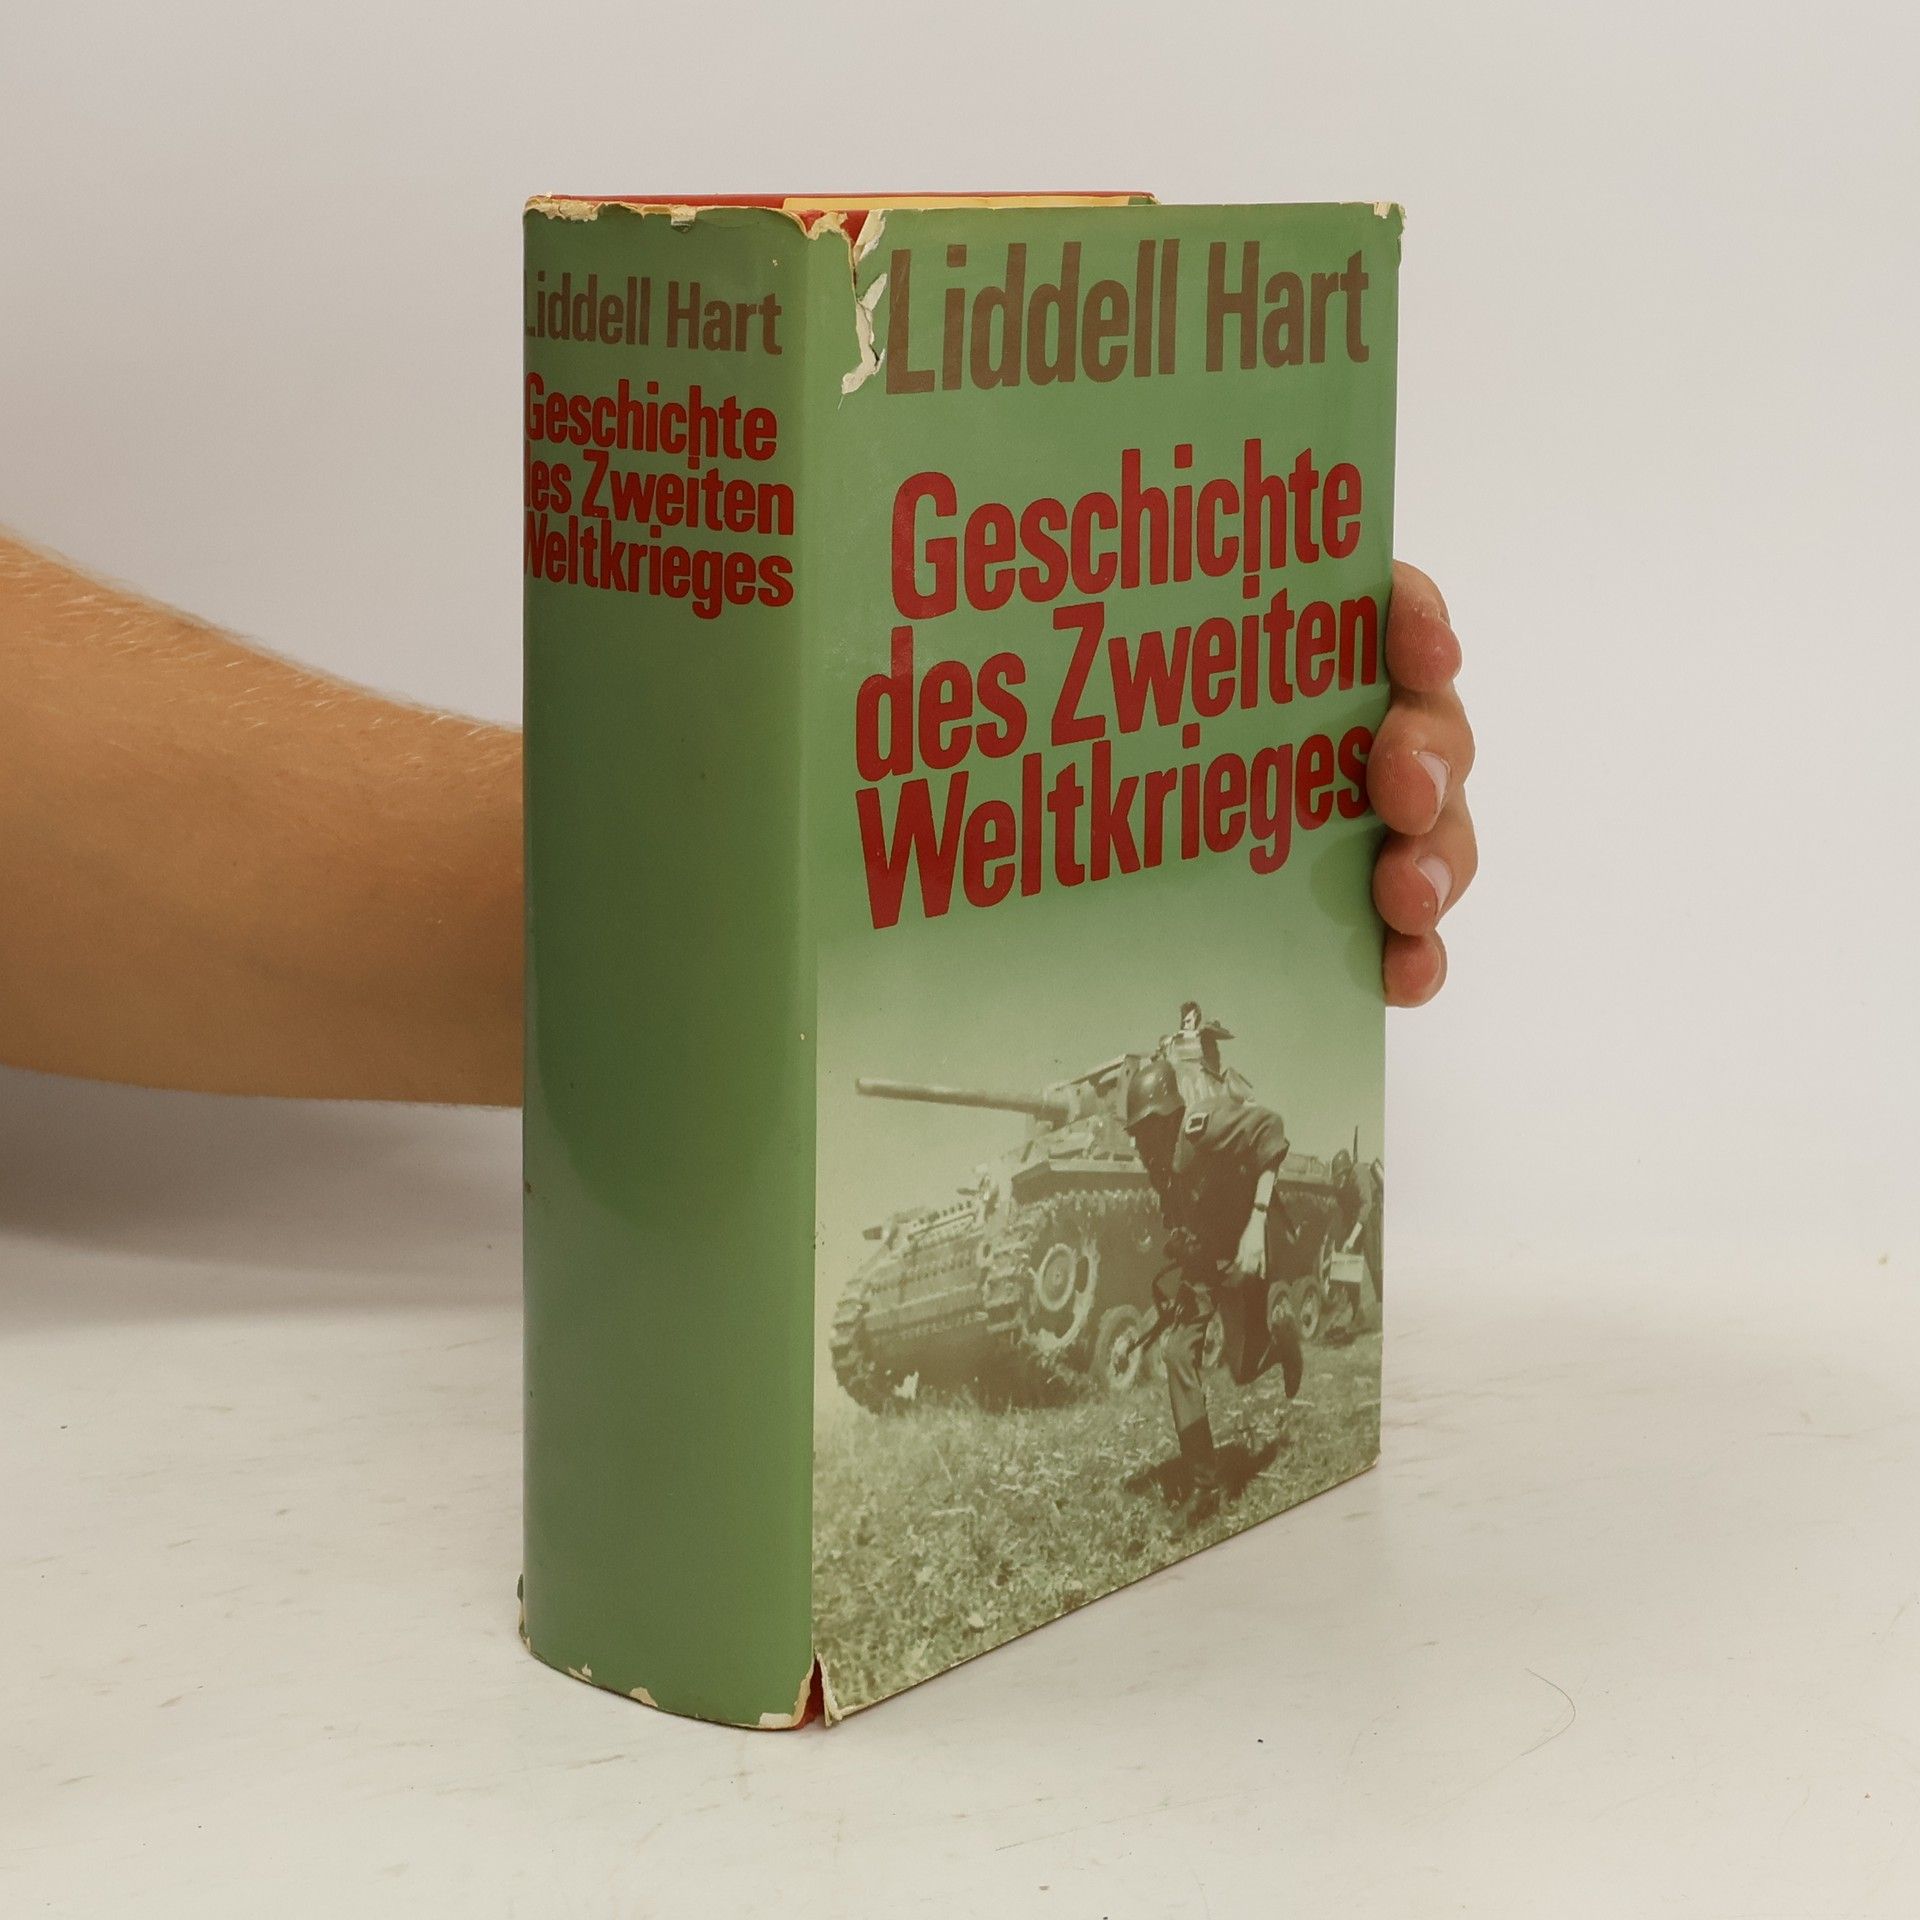 Liddell Hart
Geschichte
des Zweiten
Weltkrieges
Liddell Hart
Geschichte
des Zweiten
Weltkrieges